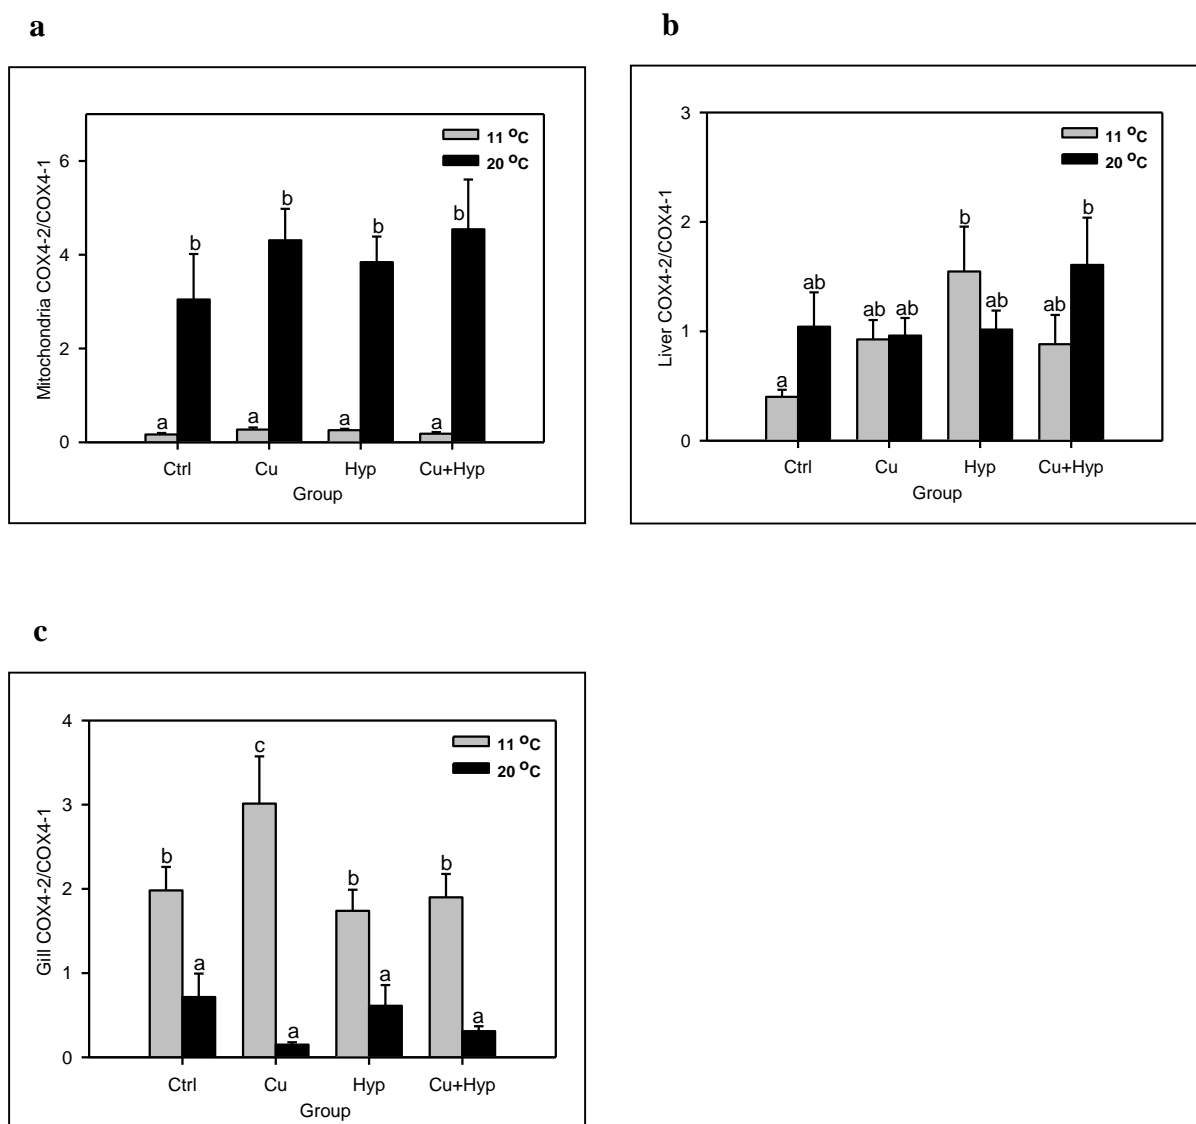 a
Mitochondria COX4-2/COX4-1
6
4
2
0
11 °C
20 °C
a
b
a
b
a
b
a
b
Ctrl
Cu
Hyp
Cu+Hyp
Group
b
Liver COX4-2/COX4-1
3
2
1
0
11 °C
20 °C
a
ab
ab
ab
b
ab
ab
b
Ctrl
Cu
Hyp
Cu+Hyp
Group
c
Gill COX4-2/COX4-1
4
3
2
1
0
11 °C
20 °C
b
a
c
a
b
a
b
a
Ctrl
Cu
Hyp
Cu+Hyp
Group